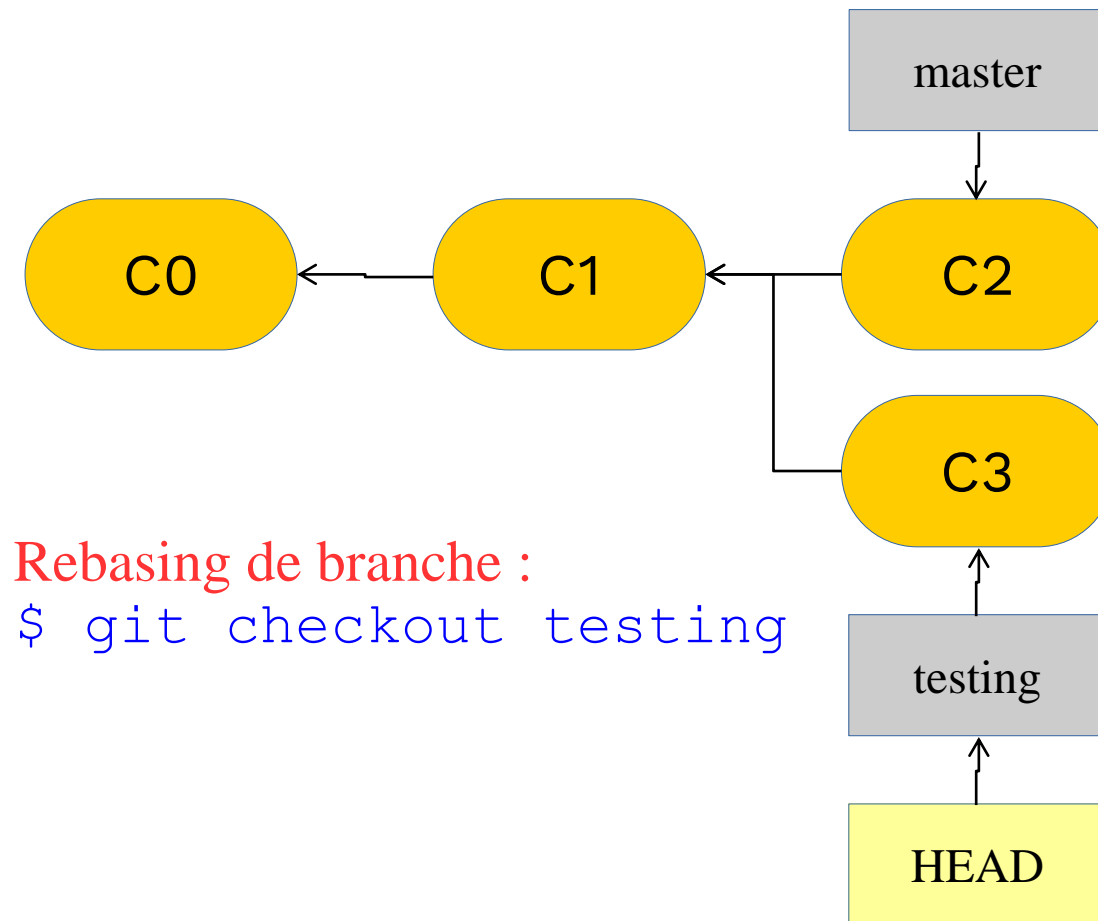 master
C0
C1
C2
C3
Rebasing de branche :
$ git checkout testing
testing
HEAD